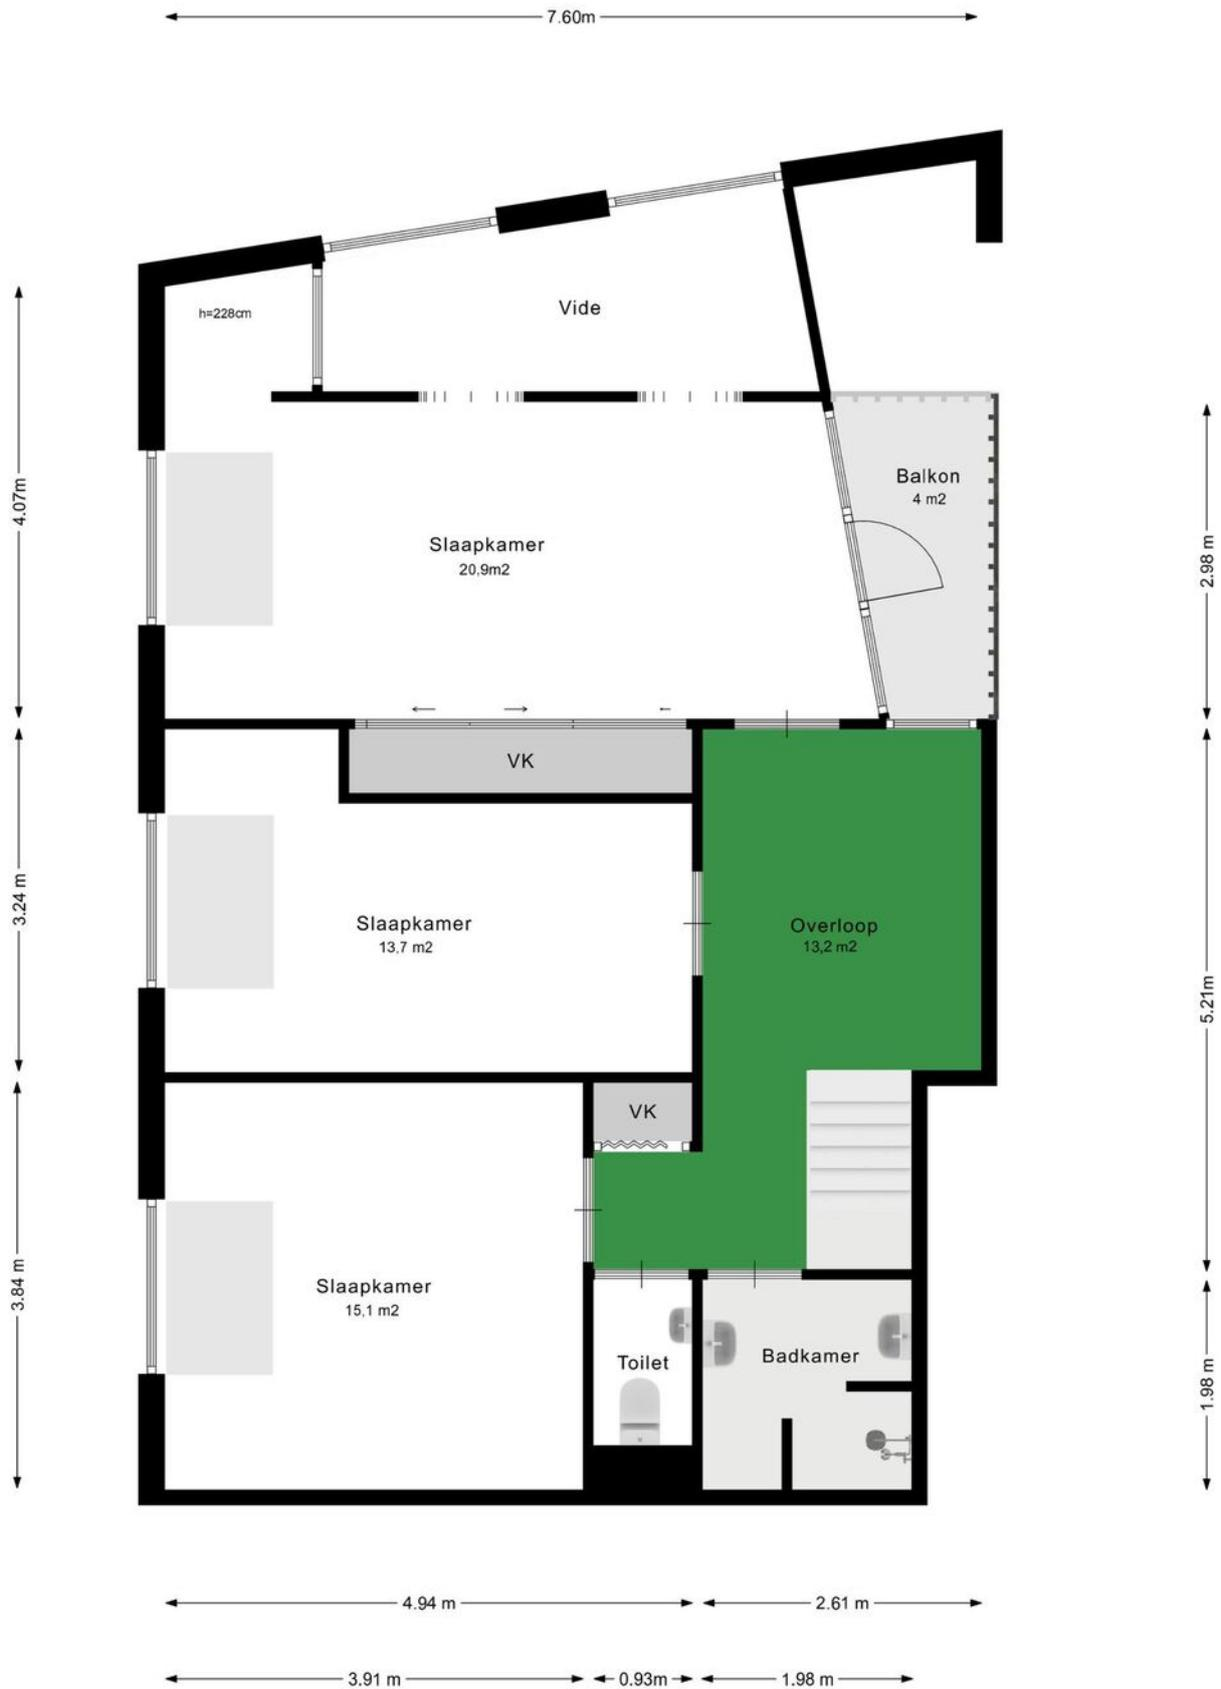 7.60m
h=228cm
Vide
4.07m
Balkon
4 m2
Slaapkamer
20,9m2
2.98 m
VK
3.24 m
Slaapkamer
13,7 m2
Overloop
13,2 m2
5.21m
VK
3.84 m
Slaapkamer
15,1 m2
Toilet
Badkamer
1.98 m
4.94 m
2.61 m
3.91 m
0.93m
1.98 m